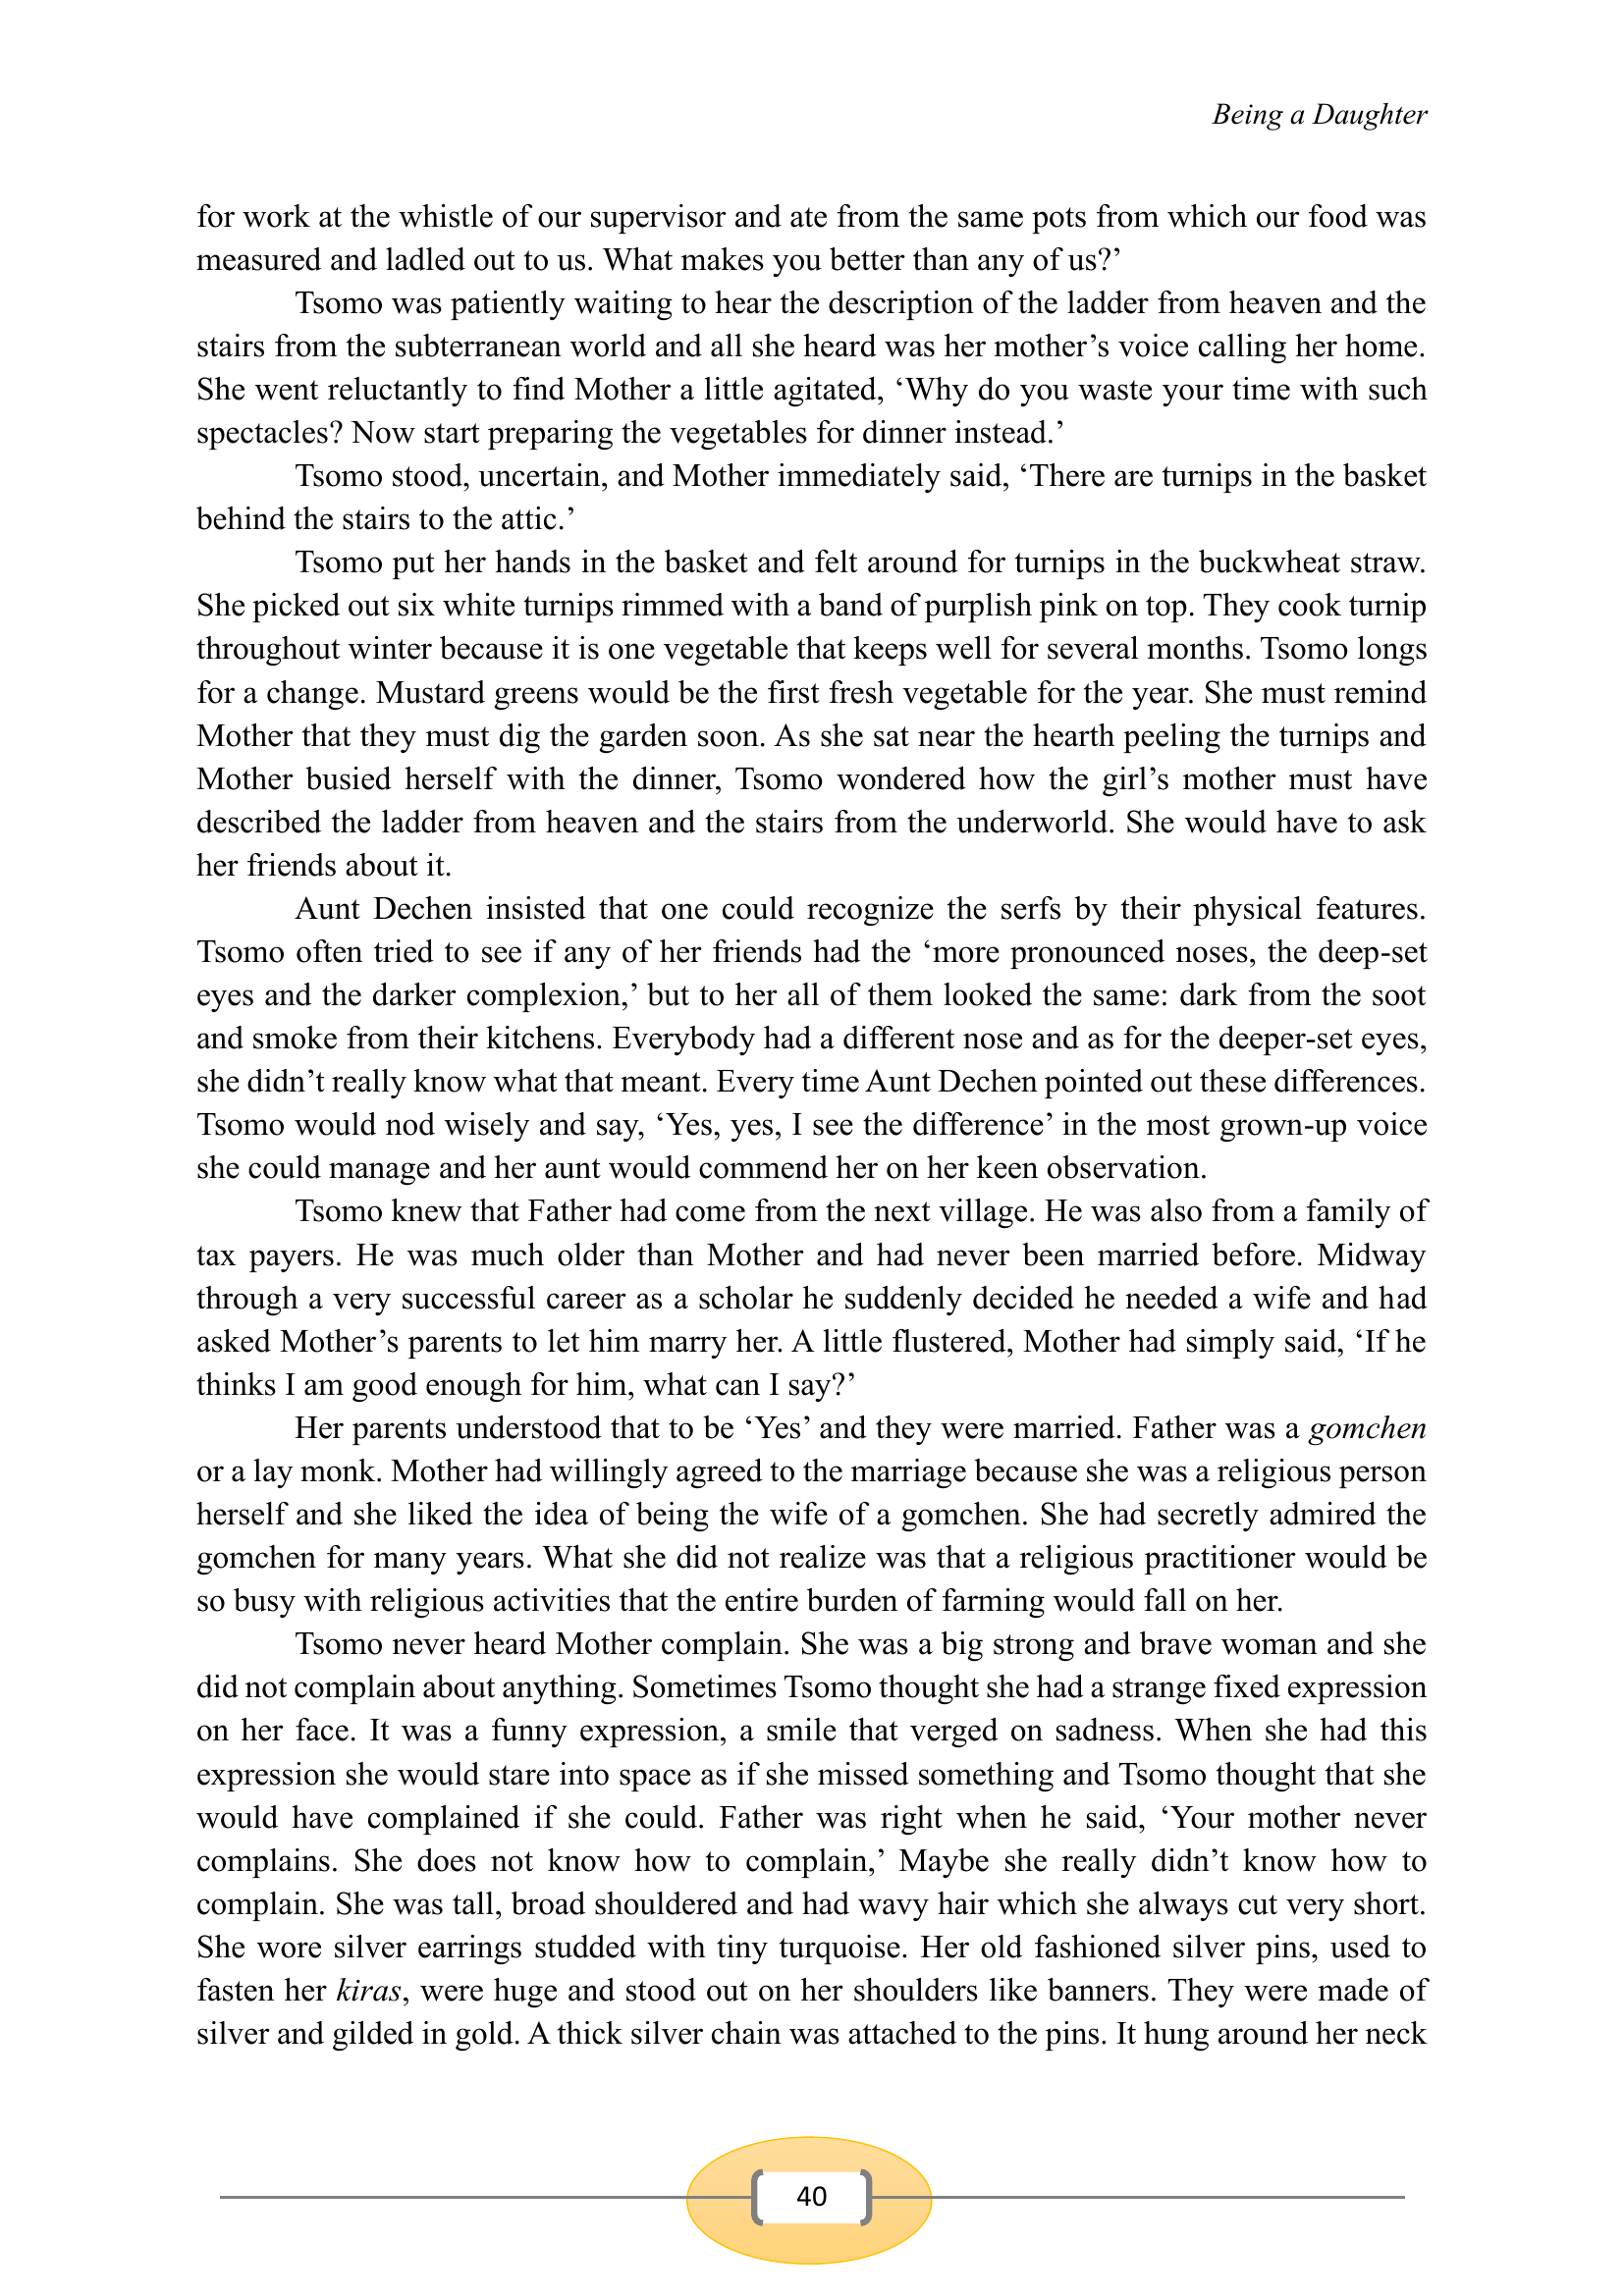 Being a Daughter
for work at the whistle of our supervisor and ate from the same pots from which our food was
measured and ladled out to us. What makes you better than any of us?’
Tsomo was patiently waiting to hear the description of the ladder from heaven and the
stairs from the subterranean world and all she heard was her mother’s voice calling her home.
She went reluctantly to find Mother a little agitated, ‘Why do you waste your time with such
spectacles? Now start preparing the vegetables for dinner instead.’
Tsomo stood, uncertain, and Mother immediately said, ‘There are turnips in the basket
behind the stairs to the attic.’
Tsomo put her hands in the basket and felt around for turnips in the buckwheat straw.
She picked out six white turnips rimmed with a band of purplish pink on top. They cook turnip
throughout winter because it is one vegetable that keeps well for several months. Tsomo longs
for a change. Mustard greens would be the first fresh vegetable for the year. She must remind
Mother that they must dig the garden soon. As she sat near the hearth peeling the turnips and
Mother busied herself with the dinner, Tsomo wondered how the girl’s mother must have
described the ladder from heaven and the stairs from the underworld. She would have to ask
her friends about it.
Aunt Dechen insisted that one could recognize the serfs by their physical features.
Tsomo often tried to see if any of her friends had the ‘more pronounced noses, the deep-set
eyes and the darker complexion,’ but to her all of them looked the same: dark from the soot
and smoke from their kitchens. Everybody had a different nose and as for the deeper-set eyes,
she didn’t really know what that meant. Every time Aunt Dechen pointed out these differences.
Tsomo would nod wisely and say, ‘Yes, yes, I see the difference’ in the most grown-up voice
she could manage and her aunt would commend her on her keen observation.
Tsomo knew that Father had come from the next village. He was also from a family of
tax payers. He was much older than Mother and had never been married before. Midway
through a very successful career as a scholar he suddenly decided he needed a wife and had
asked Mother’s parents to let him marry her. A little flustered, Mother had simply said, ‘If he
thinks I am good enough for him, what can I say?’
Her parents understood that to be ‘Yes’ and they were married. Father was a gomchen
or a lay monk. Mother had willingly agreed to the marriage because she was a religious person
herself and she liked the idea of being the wife of a gomchen. She had secretly admired the
gomchen for many years. What she did not realize was that a religious practitioner would be
so busy with religious activities that the entire burden of farming would fall on her.
Tsomo never heard Mother complain. She was a big strong and brave woman and she
did not complain about anything. Sometimes Tsomo thought she had a strange fixed expression
on her face. It was a funny expression, a smile that verged on sadness. When she had this
expression she would stare into space as if she missed something and Tsomo thought that she
would have complained if she could. Father was right when he said, ‘Your mother never
complains. She does not know how to complain,’ Maybe she really didn’t know how to
complain. She was tall, broad shouldered and had wavy hair which she always cut very short.
She wore silver earrings studded with tiny turquoise. Her old fashioned silver pins, used to
fasten her kiras, were huge and stood out on her shoulders like banners. They were made of
silver and gilded in gold. A thick silver chain was attached to the pins. It hung around her neck
40